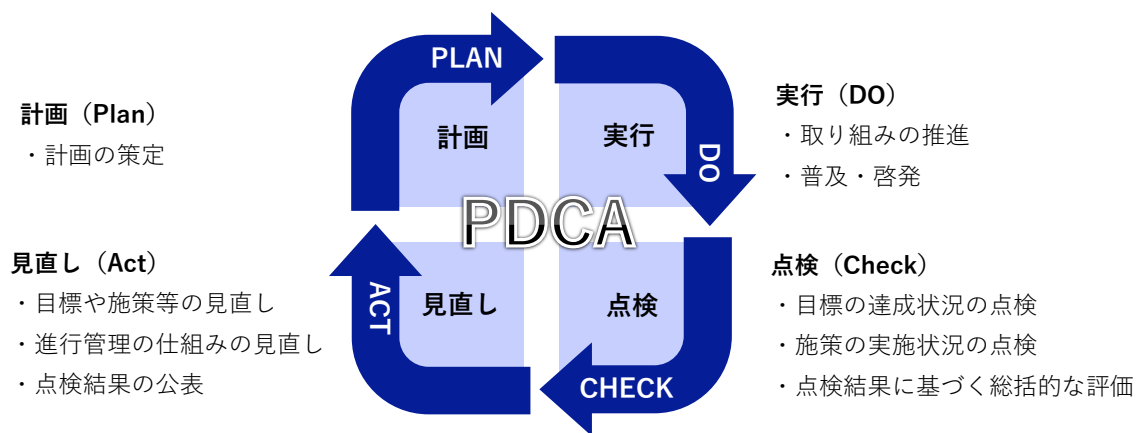 PLAN
計画（Plan）
・計画の策定
計画
実行
DO
実行（DO）
・取り組みの推進
・普及・啓発
PDCA
見直し（Act）
・目標や施策等の見直し
・進行管理の仕組みの見直し
・点検結果の公表
ACT
見直し
点検
CHECK
点検（Check）
・目標の達成状況の点検
・施策の実施状況の点検
・点検結果に基づく総括的な評価